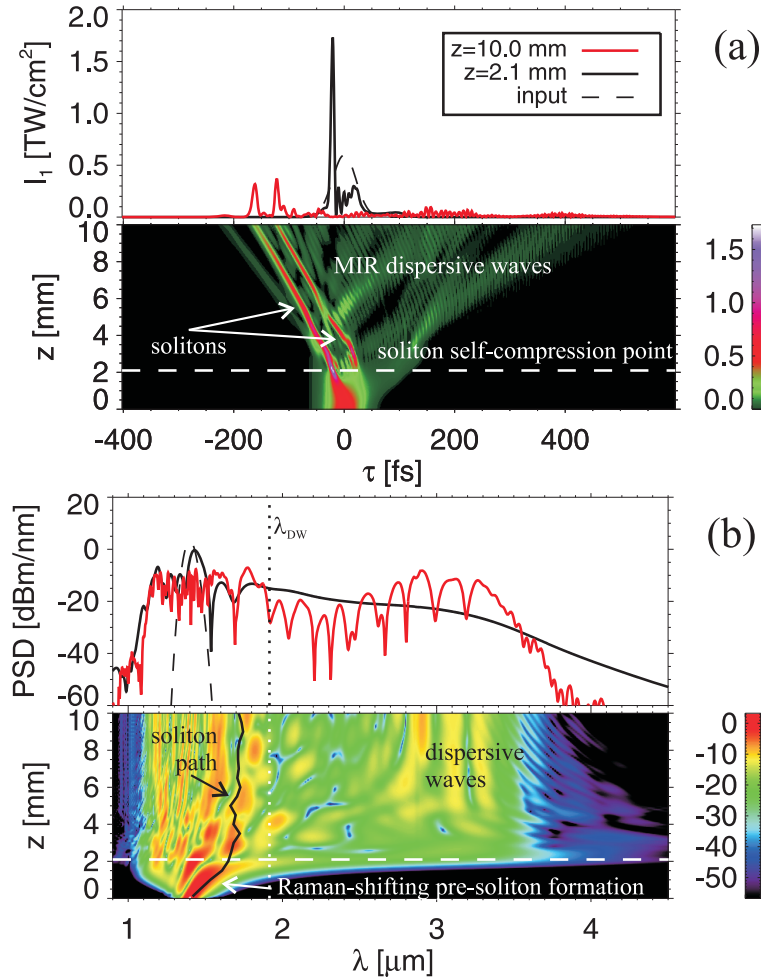 (a)
2.0
1.5
1.0
0.5
0.0
I1 [TW/cm2]
z=10.0 mm
z=2.1 mm
input
10
8
6
4
2
0
z [mm]
MIR dispersive waves
solitons
soliton self-compression point
1.5
1.0
0.5
0.0
-400 -200 0 200 400
τ [fs]
(b)
20
0
-20
-40
-60
PSD [dBm/nm]
λDW
10
8
6
4
2
0
z [mm]
soliton
path
dispersive
waves
Raman-shifting pre-soliton formation
0
-10
-20
-30
-40
-50
1 2 3 4
λ [μm]